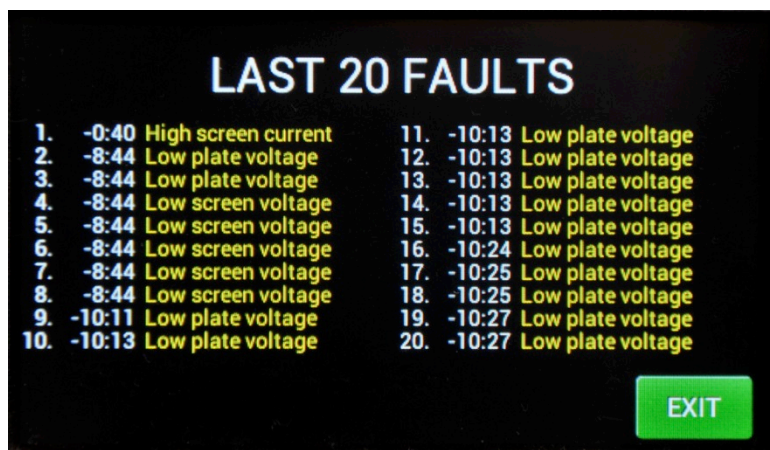 LAST 20 FAULTS
1. -0:40 High screen current
2. -8:44 Low plate voltage
3. -8:44 Low plate voltage
4. -8:44 Low screen voltage
5. -8:44 Low screen voltage
6. -8:44 Low screen voltage
7. -8:44 Low screen voltage
8. -8:44 Low screen voltage
9. -10:11 Low plate voltage
10. -10:13 Low plate voltage
11. -10:13 Low plate voltage
12. -10:13 Low plate voltage
13. -10:13 Low plate voltage
14. -10:13 Low plate voltage
15. -10:13 Low plate voltage
16. -10:24 Low plate voltage
17. -10:25 Low plate voltage
18. -10:25 Low plate voltage
19. -10:27 Low plate voltage
20. -10:27 Low plate voltage
EXIT